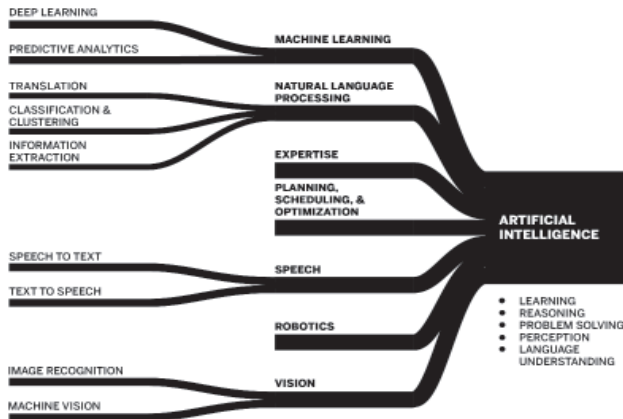 DEEP LEARNING
PREDICTIVE ANALYTICS
MACHINE LEARNING
TRANSLATION
CLASSIFICATION &
CLUSTERING
INFORMATION
EXTRACTION
NATURAL LANGUAGE
PROCESSING
EXPERTISE
PLANNING,
SCHEDULING, &
OPTIMIZATION
SPEECH TO TEXT
TEXT TO SPEECH
SPEECH
ROBOTICS
IMAGE RECOGNITION
MACHINE VISION
VISION
ARTIFICIAL
INTELLIGENCE
• LEARNING
• REASONING
• PROBLEM SOLVING
• PERCEPTION
• LANGUAGE
UNDERSTANDING